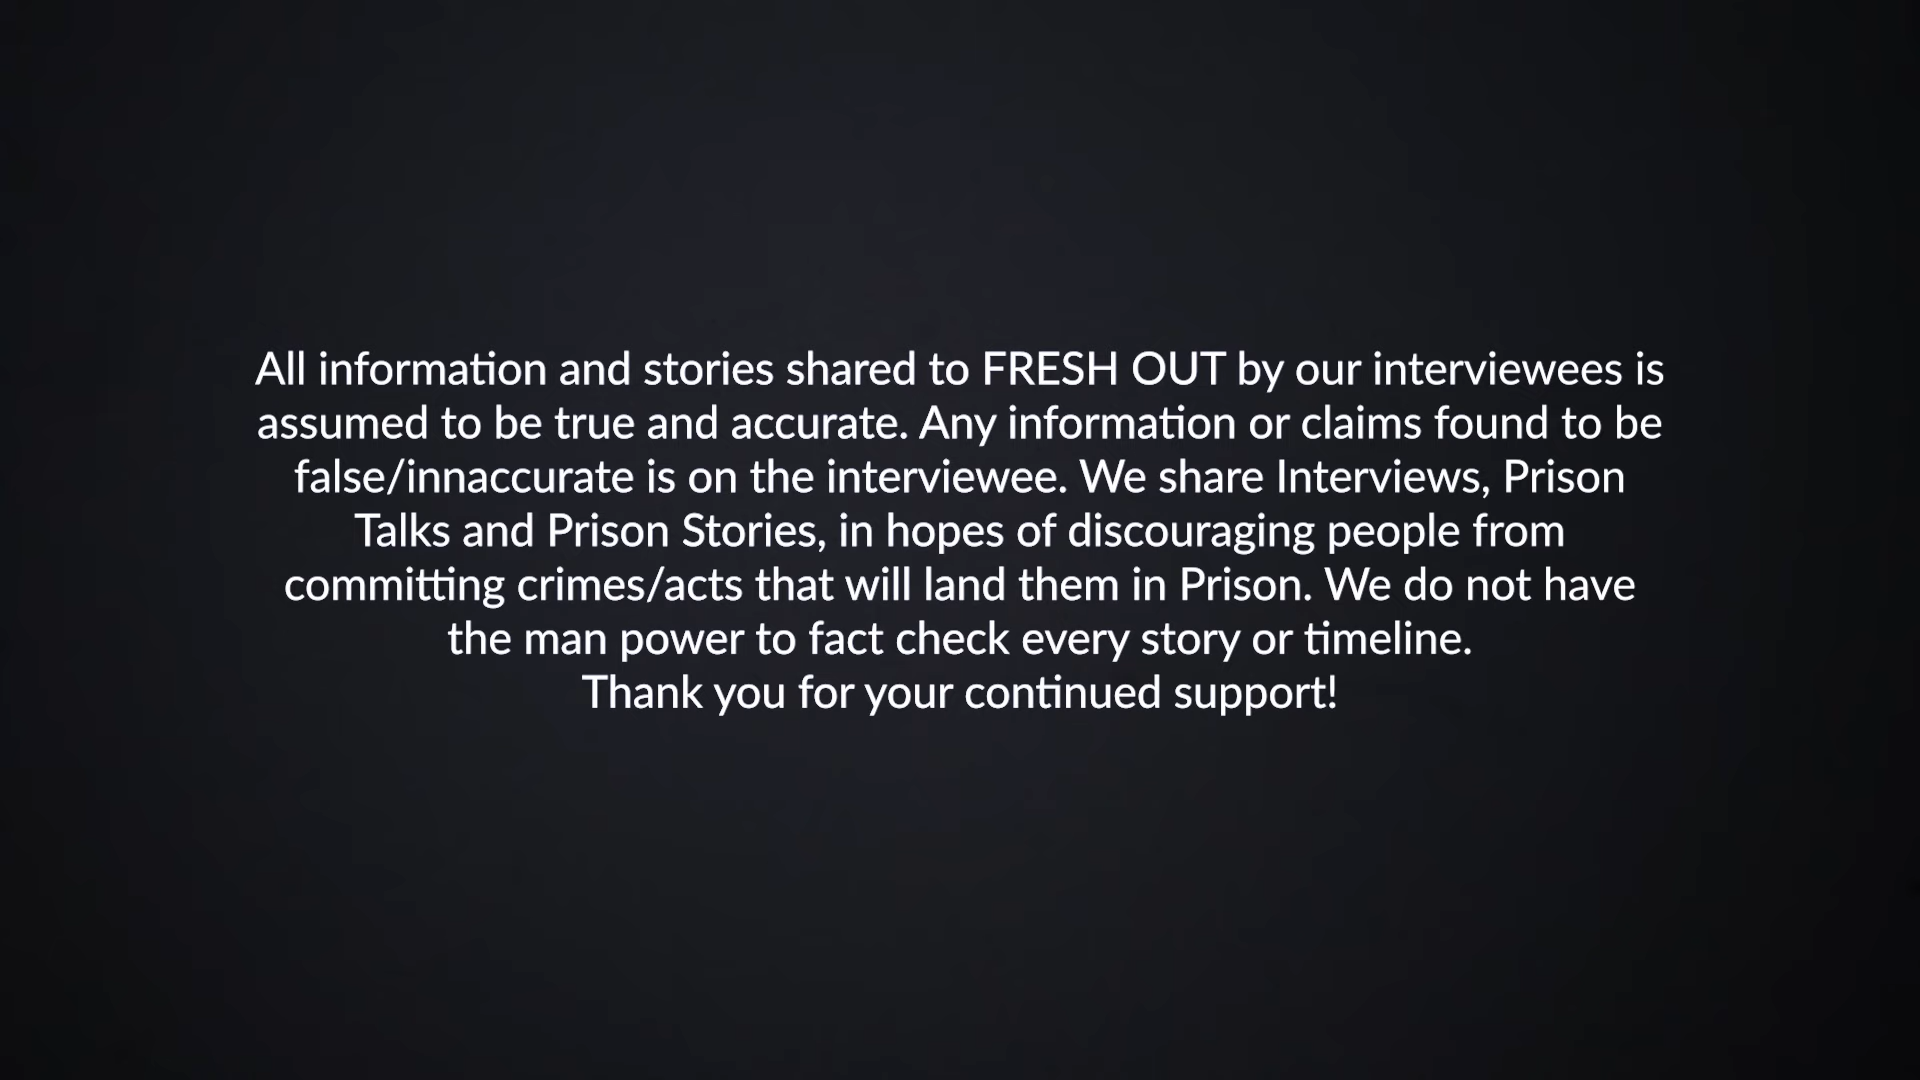 All information and stories shared to FRESH OUT by our interviewees is
assumed to be true and accurate. Any information or claims found to be
false/innaccurate is on the interviewee. We share Interviews, Prison
Talks and Prison Stories, in hopes of discouraging people from
committing crimes/acts that will land them in Prison. We do not have
the man power to fact check every story or timeline.
Thank you for your continued support!